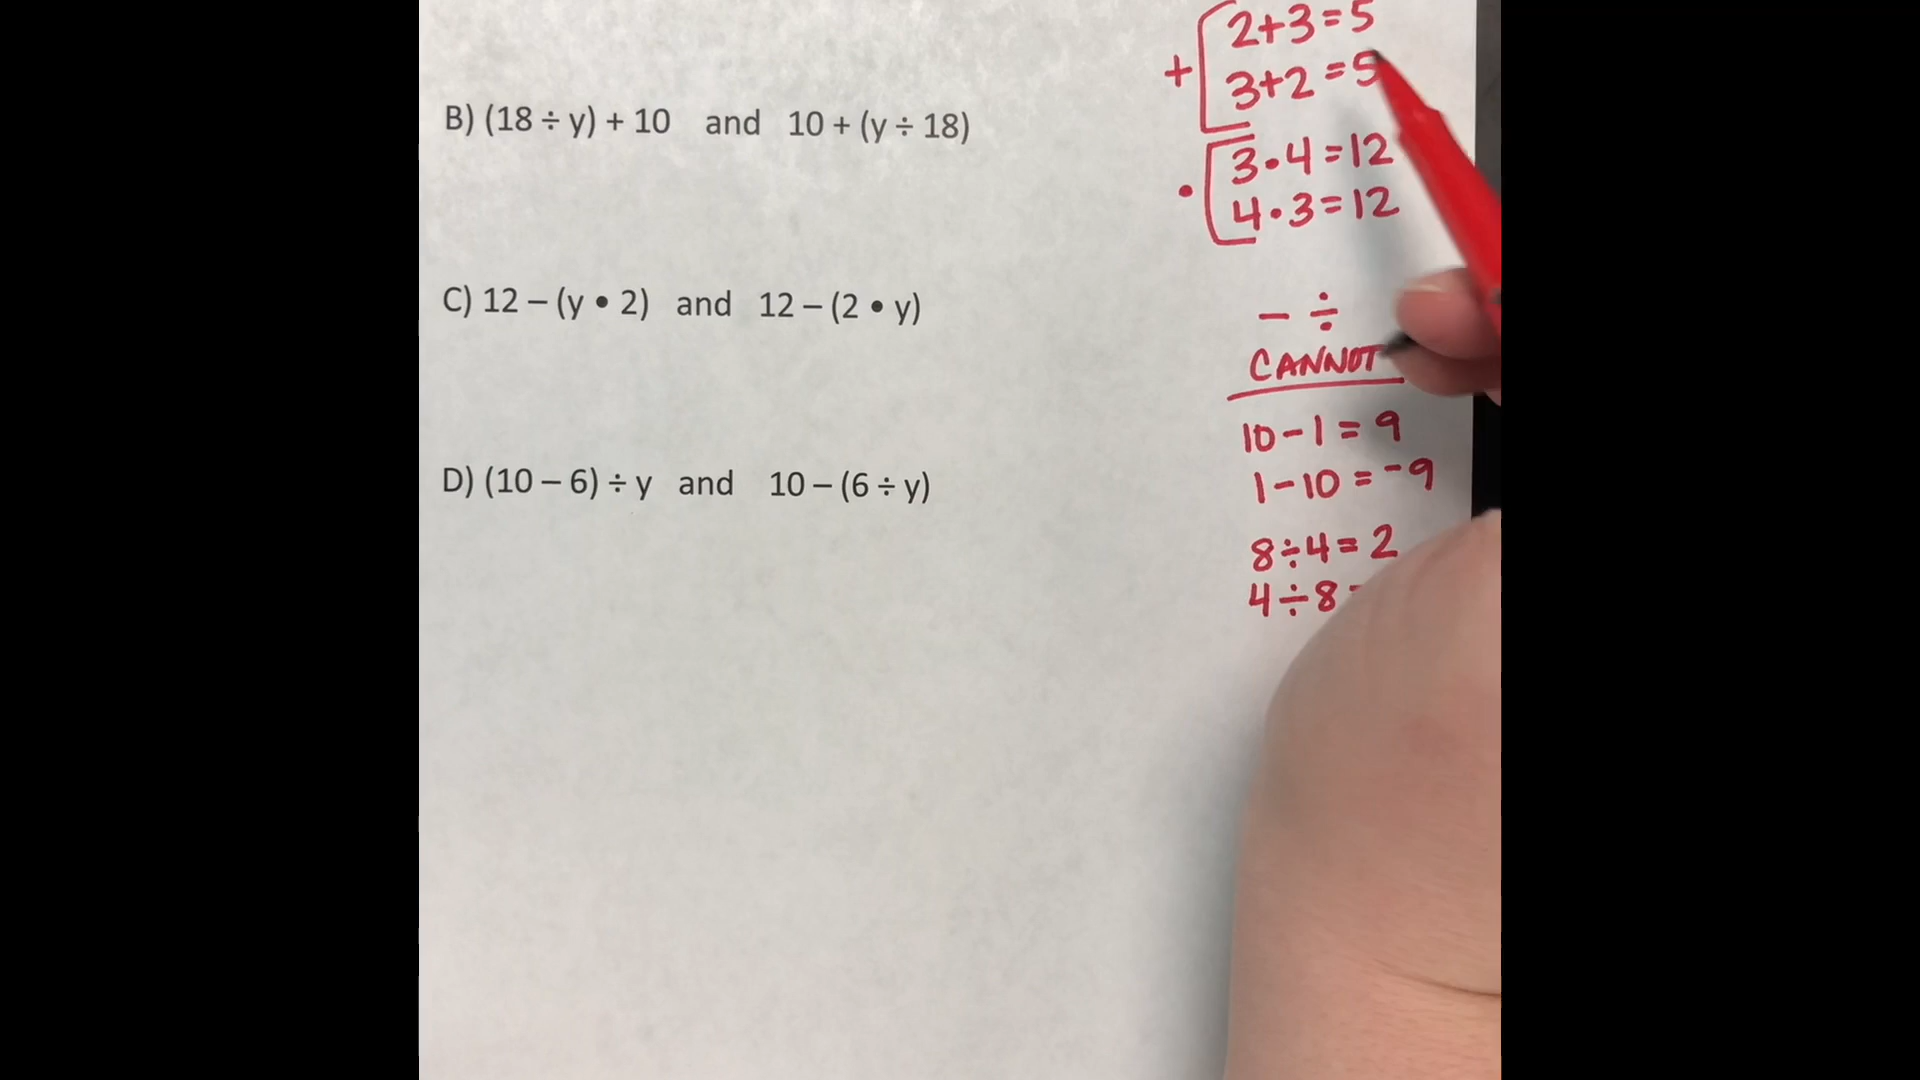 2+3=5
+ 3+2=5
B) (18 ÷ y) + 10 and 10 + (y ÷ 18)
3•4=12
• 4•3=12
C) 12 – (y • 2) and 12 – (2 • y)
– ÷
CANNOT
10-1=9
D) (10 – 6) ÷ y and 10 – (6 ÷ y)
1-10=-9
8÷4=2
4÷8